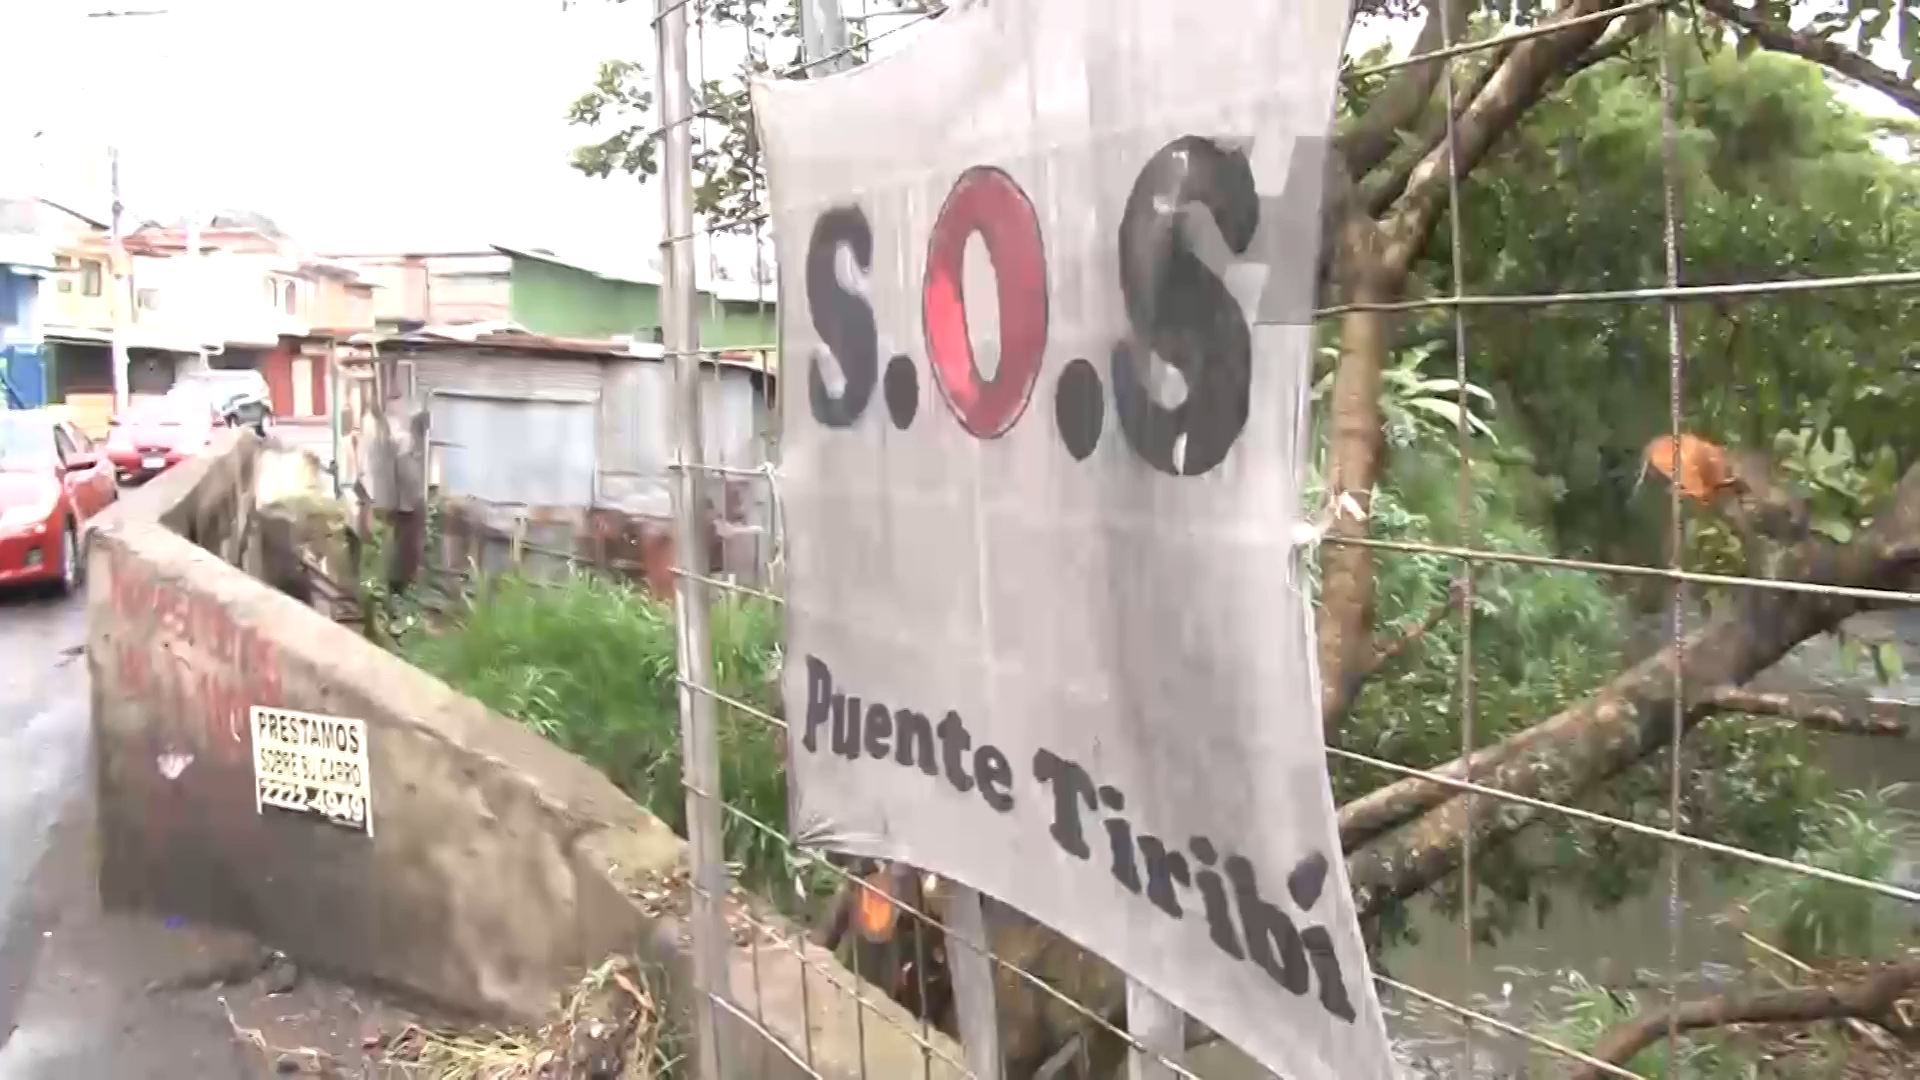 S.O.S
Puente Tiribí
PRESTAMOS
SOBRE SU CARRO
2222-4949